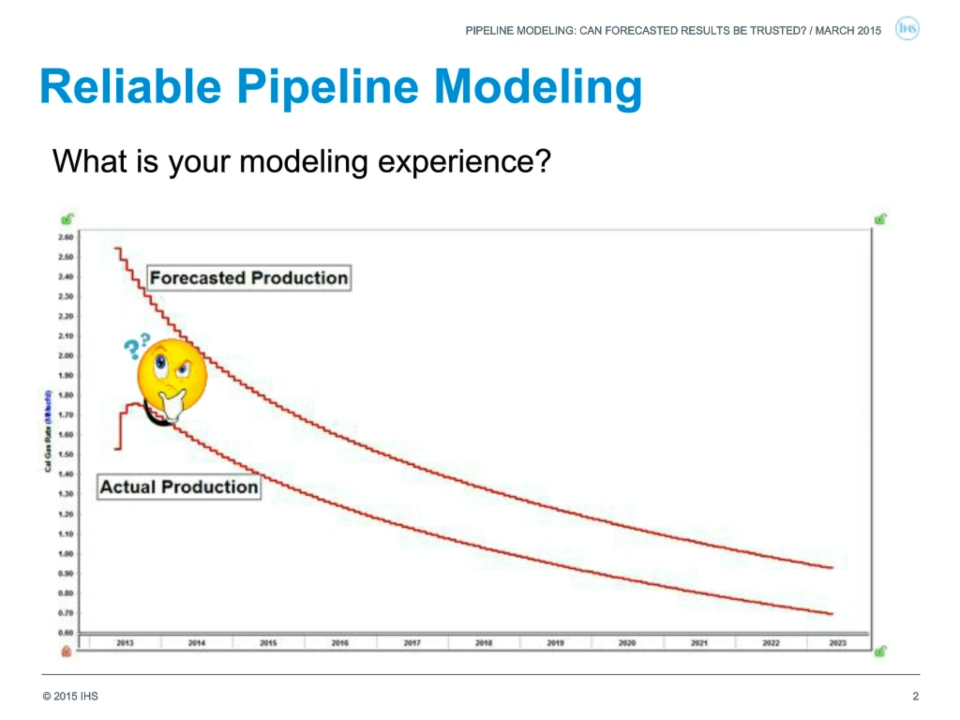 PIPELINE MODELING: CAN FORECASTED RESULTS BE TRUSTED? / MARCH 2015
IHS
Reliable Pipeline Modeling
What is your modeling experience?
2.60
2.50
2.40
2.30
2.20
2.10
2.00
1.90
1.80
1.70
1.60
1.50
1.40
1.30
1.20
1.10
1.00
0.90
0.80
0.70
0.60
Cal Gas Rate (MMscfd)
Forecasted Production
??
Actual Production
2013 2014 2015 2016 2017 2018 2019 2020 2021 2022 2023
© 2015 IHS
2